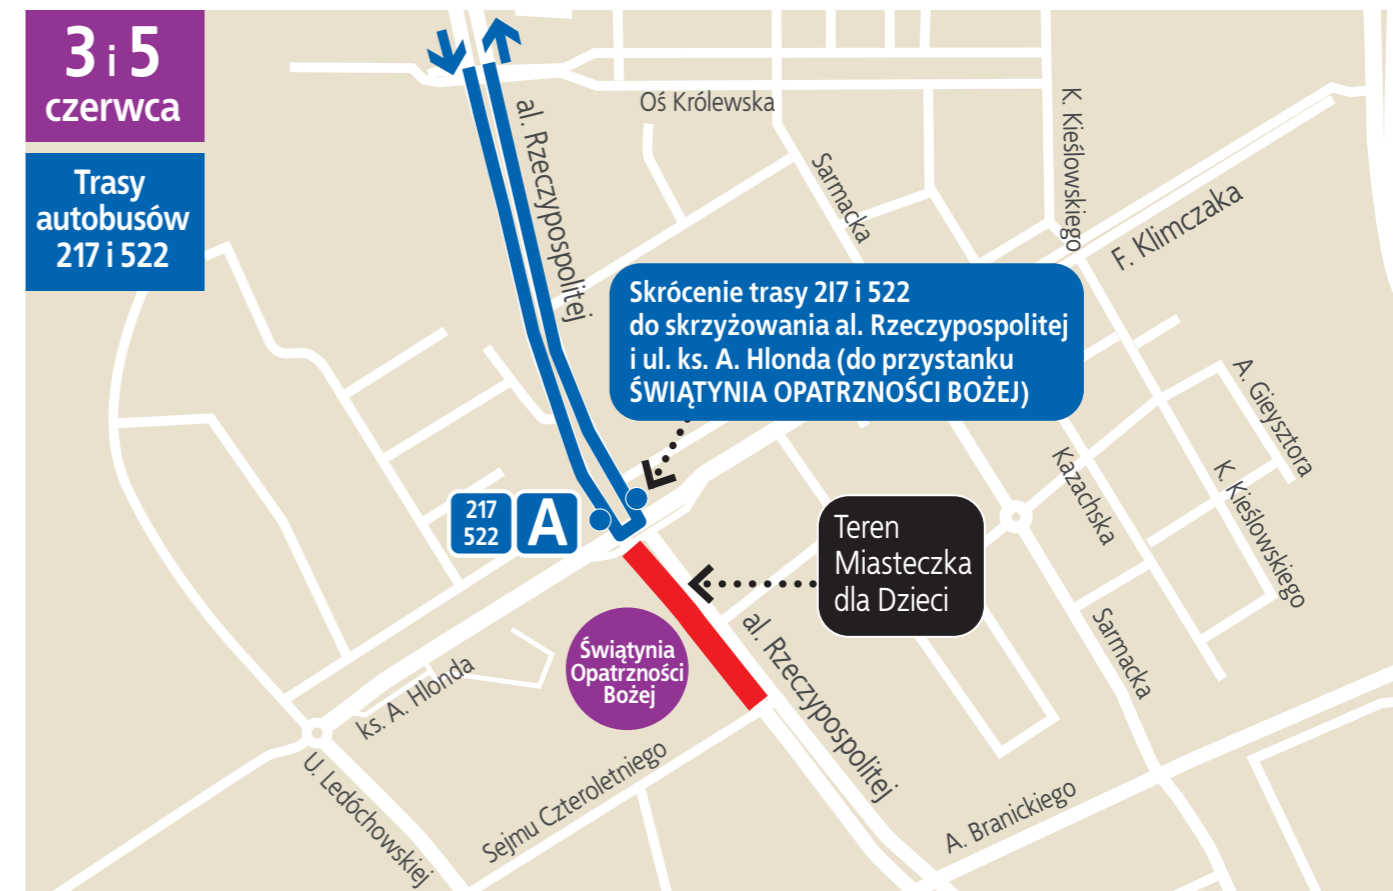 3 i 5
czerwca
Trasy
autobusów
217 i 522
al. Rzeczypospolitej
Oś Królewska
Sarmacka
K. Kieślowskiego
F. Klimczaka
Skrócenie trasy 2I7 i 522
do skrzyżowania al. Rzeczypospolitej
i ul. ks. A. Hlonda (do przystanku
ŚWIĄTYNIA OPATRZNOŚCI BOŻEJ)
A. Gieysztora
Kazachska
K. Kieślowskiego
217
522
A
Teren
Miasteczka
dla Dzieci
Świątynia
Opatrzności
Bożej
al. Rzeczypospolitej
Sarmacka
ks. A. Hlonda
U. Ledóchowskiej
Sejmu Czteroletniego
A. Branickiego